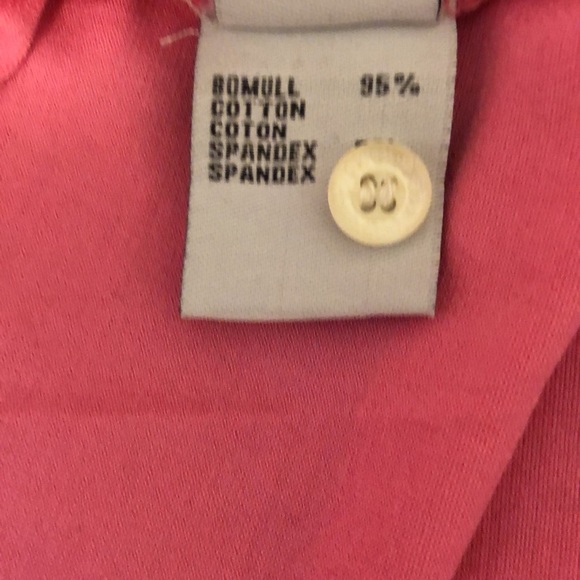 BOMULL 95%
COTTON
COTON
SPANDEX
SPANDEX